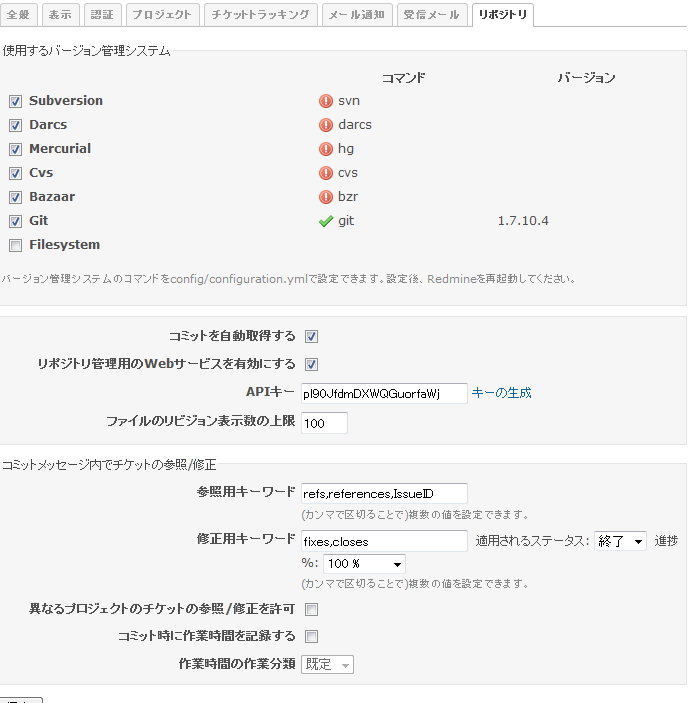 全般 表示 認証 プロジェクト チケットトラッキング メール通知 受信メール リポジトリ
使用するバージョン管理システム
コマンド バージョン
Subversion svn
Darcs darcs
Mercurial hg
Cvs cvs
Bazaar bzr
Git git 1.7.10.4
Filesystem
バージョン管理システムのコマンドをconfig/configuration.ymlで設定できます。設定後、Redmineを再起動してください。
コミットを自動取得する
リポジトリ管理用のWebサービスを有効にする
APIキー pl90JfdmDXWQGuorfaWj キーの生成
ファイルのリビジョン表示数の上限 100
コミットメッセージ内でチケットの参照/修正
参照用キーワード refs,references,IssueID
(カンマで区切ることで)複数の値を設定できます。
修正用キーワード fixes,closes 適用されるステータス: 終了 進捗
%: 100 %
(カンマで区切ることで)複数の値を設定できます。
異なるプロジェクトのチケットの参照/修正を許可
コミット時に作業時間を記録する
作業時間の作業分類 既定